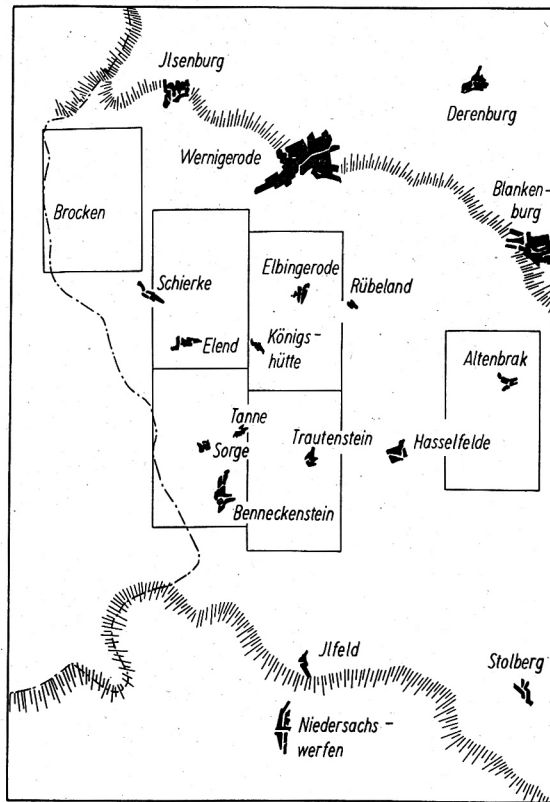 Jlsenburg
Derenburg
Wernigerode
Blanken-
burg
Brocken
Schierke
Elbingerode
Rübeland
Elend
Königs-
hütte
Altenbrak
Tanne
Sorge
Trautenstein
Hasselfelde
Benneckenstein
Jlfeld
Stolberg
Niedersachs-
werfen